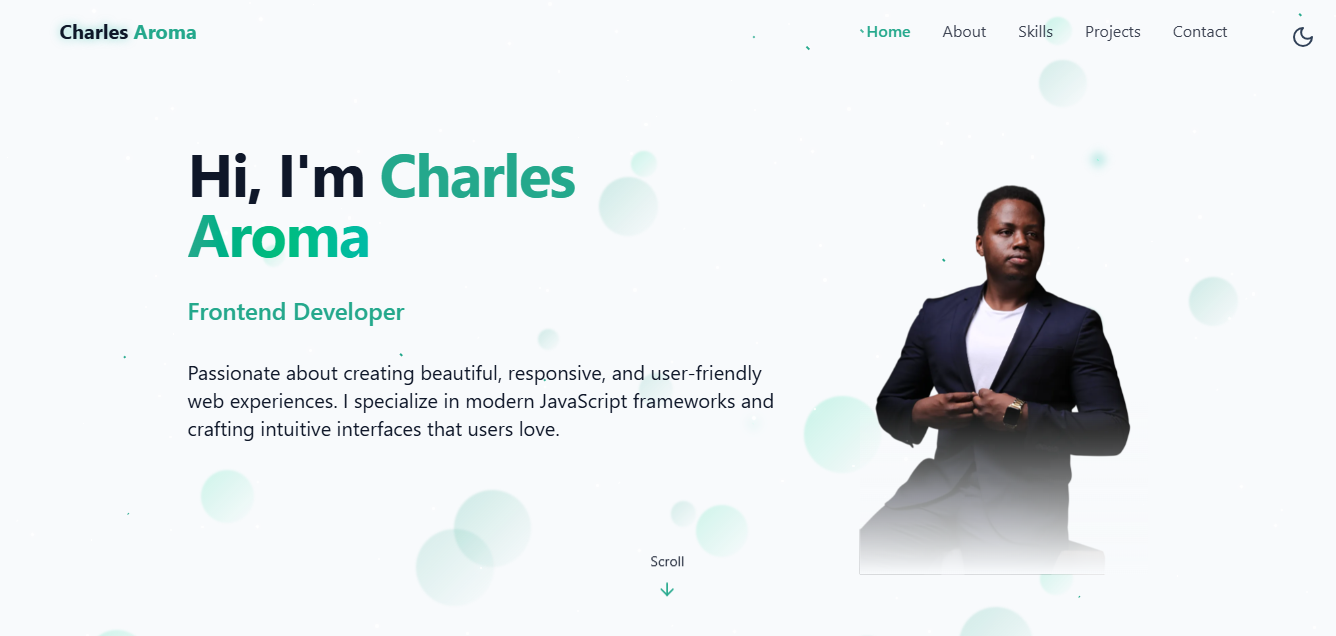 Charles Aroma
Home About Skills Projects Contact
Hi, I'm Charles
Aroma
Frontend Developer
Passionate about creating beautiful, responsive, and user-friendly
web experiences. I specialize in modern JavaScript frameworks and
crafting intuitive interfaces that users love.
Scroll